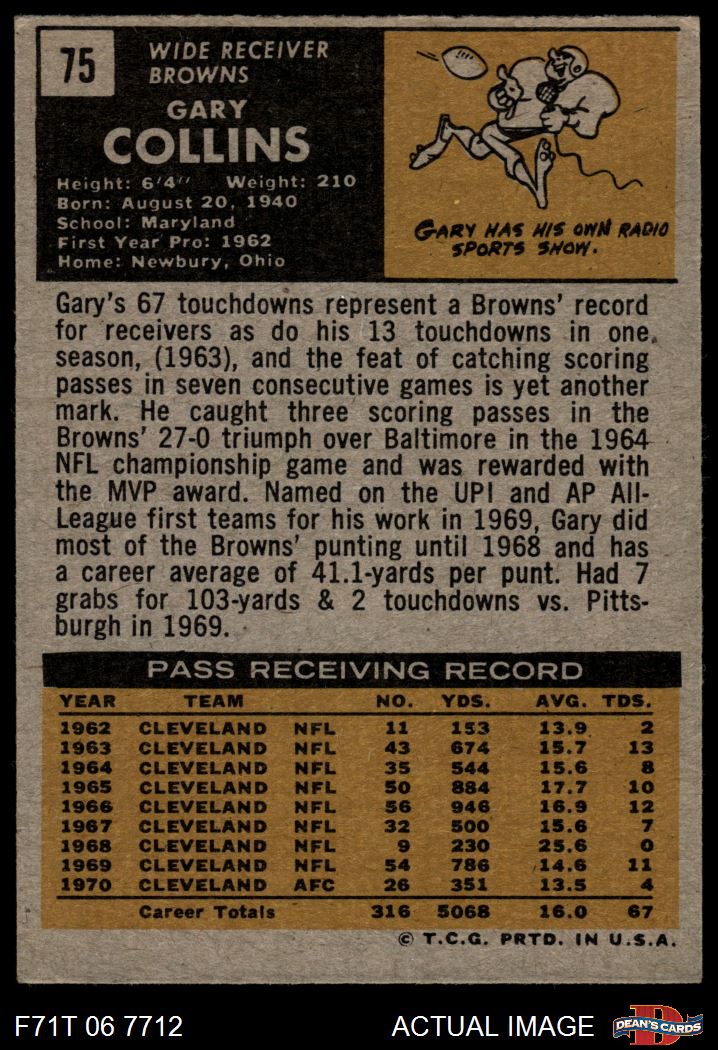 75
WIDE RECEIVER
BROWNS
GARY
COLLINS
Height: 6'4" Weight: 210
Born: August 20, 1940
School: Maryland
First Year Pro: 1962
Home: Newbury, Ohio
GARY HAS HIS OWN RADIO
SPORTS SHOW.
Gary's 67 touchdowns represent a Browns' record
for receivers as do his 13 touchdowns in one
season, (1963), and the feat of catching scoring
passes in seven consecutive games is yet another
mark. He caught three scoring passes in the
Browns' 27-0 triumph over Baltimore in the 1964
NFL championship game and was rewarded with
the MVP award. Named on the UPI and AP All-
League first teams for his work in 1969, Gary did
most of the Browns' punting until 1968 and has
a career average of 41.1-yards per punt. Had 7
grabs for 103-yards & 2 touchdowns vs. Pitts-
burgh in 1969.
PASS RECEIVING RECORD
YEAR TEAM NO. YDS. AVG. TDS.
1962 CLEVELAND NFL 11 153 13.9 2
1963 CLEVELAND NFL 43 674 15.7 13
1964 CLEVELAND NFL 35 544 15.6 8
1965 CLEVELAND NFL 50 884 17.7 10
1966 CLEVELAND NFL 56 946 16.9 12
1967 CLEVELAND NFL 32 500 15.6 7
1968 CLEVELAND NFL 9 230 25.6 0
1969 CLEVELAND NFL 54 786 14.6 11
1970 CLEVELAND AFC 26 351 13.5 4
Career Totals 316 5068 16.0 67
© T.C.G. PRTD. IN U.S.A.
F71T 06 7712 ACTUAL IMAGE D DEAN'S CARDS